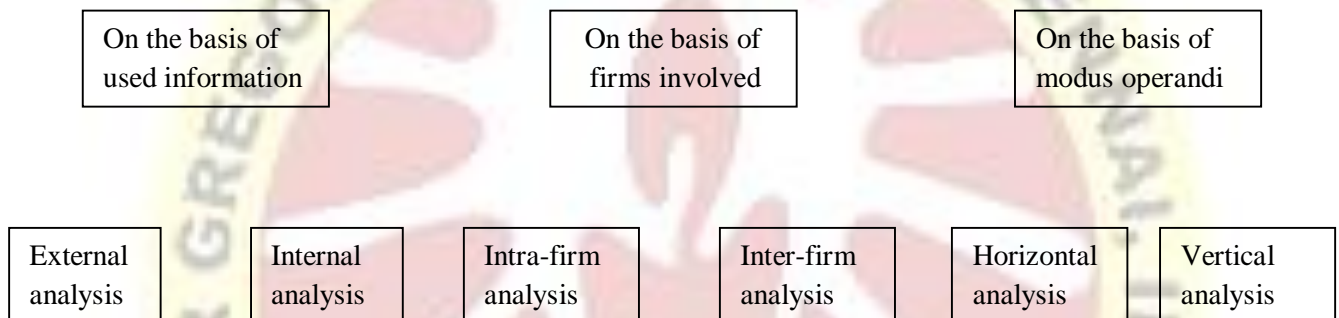 On the basis of
used information
On the basis of
firms involved
On the basis of
modus operandi
External
analysis
Internal
analysis
Intra-firm
analysis
Inter-firm
analysis
Horizontal
analysis
Vertical
analysis